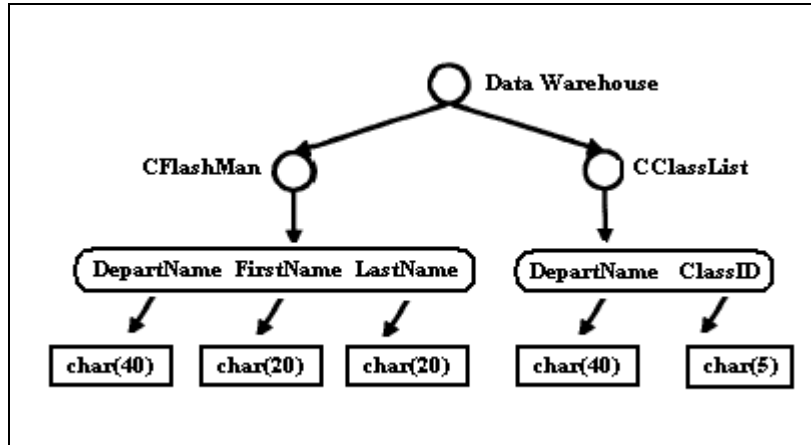 Data Warehouse
CFlashMan CClassList
DepartName FirstName LastName DepartName ClassID
char(40) char(20) char(20) char(40) char(5)